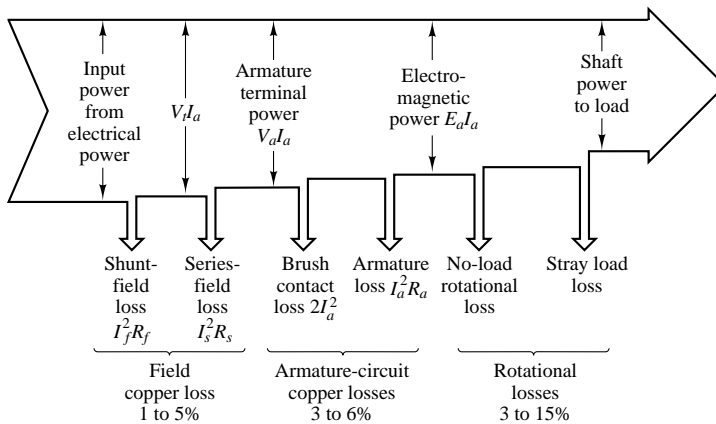 Input
power
from
electrical
power
V_tI_a
Armature
terminal
power
V_aI_a
Electro-
magnetic
power E_aI_a
Shaft
power
to load
Shunt-
field
loss
I_f^2R_f
Series-
field
loss
I_s^2R_s
Brush
contact
loss 2I_a^2
Armature
loss I_a^2R_a
No-load
rotational
loss
Stray load
loss
Field
copper loss
1 to 5%
Armature-circuit
copper losses
3 to 6%
Rotational
losses
3 to 15%